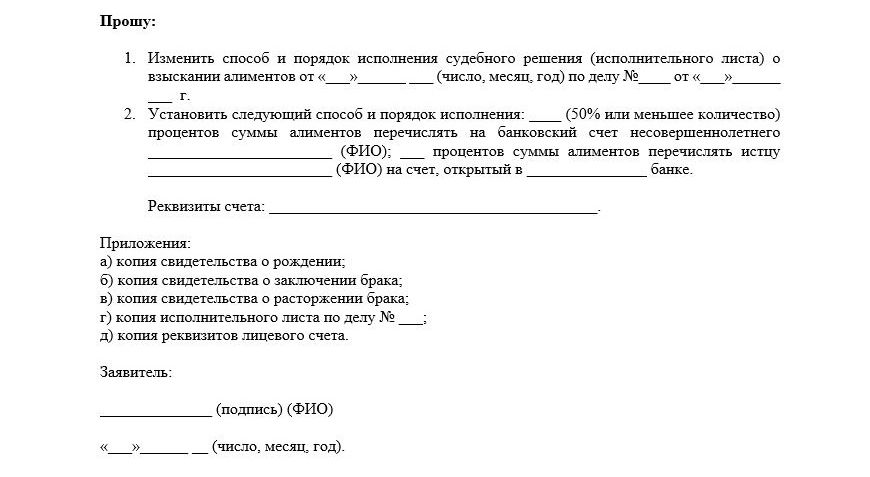 Прошу:
1. Изменить способ и порядок исполнения судебного решения (исполнительного листа) о
взыскании алиментов от «___»______ ___ (число, месяц, год) по делу №____ от «___»______
___ г.
2. Установить следующий способ и порядок исполнения: ____ (50% или меньшее количество)
процентов суммы алиментов перечислять на банковский счет несовершеннолетнего
_______________________ (ФИО); ___ процентов суммы алиментов перечислять истцу
_______________________ (ФИО) на счет, открытый в _______________ банке.
Реквизиты счета: _________________________________________.
Приложения:
а) копия свидетельства о рождении;
б) копия свидетельства о заключении брака;
в) копия свидетельства о расторжении брака;
г) копия исполнительного листа по делу № ___;
д) копия реквизитов лицевого счета.
Заявитель:
______________ (подпись) (ФИО)
«___»______ __ (число, месяц, год).